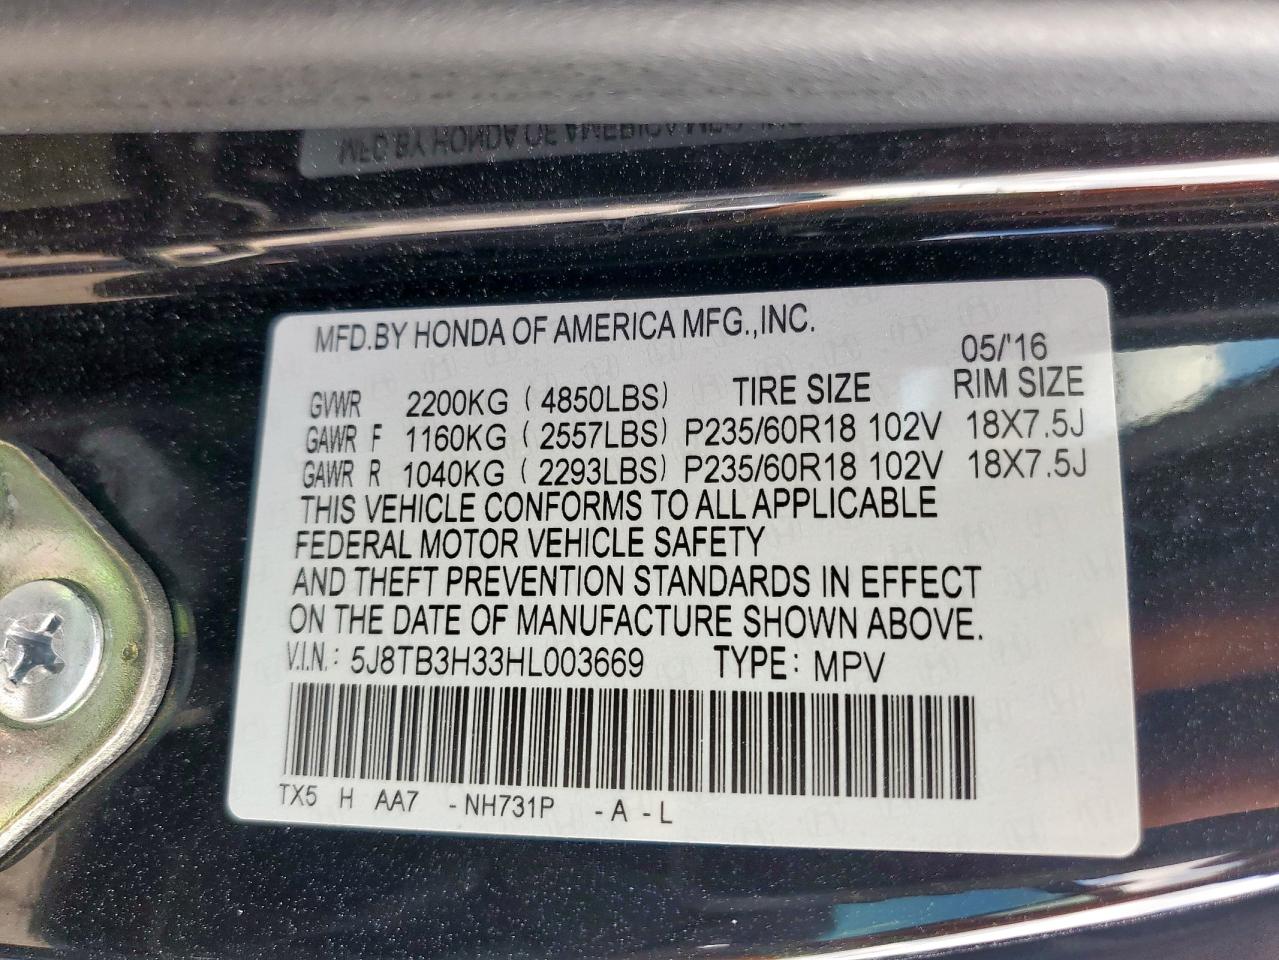 MFD.BY HONDA OF AMERICA MFG.,INC.
MFD.BY HONDA OF AMERICA MFG.,INC.
05/'16
GVWR 2200KG ( 4850LBS) TIRE SIZE RIM SIZE
GAWR F 1160KG ( 2557LBS) P235/60R18 102V 18X7.5J
GAWR R 1040KG ( 2293LBS) P235/60R18 102V 18X7.5J
THIS VEHICLE CONFORMS TO ALL APPLICABLE
FEDERAL MOTOR VEHICLE SAFETY
AND THEFT PREVENTION STANDARDS IN EFFECT
ON THE DATE OF MANUFACTURE SHOWN ABOVE.
V.I.N.: 5J8TB3H33HL003669 TYPE: MPV
TX5 H AA7 -NH731P -A -L